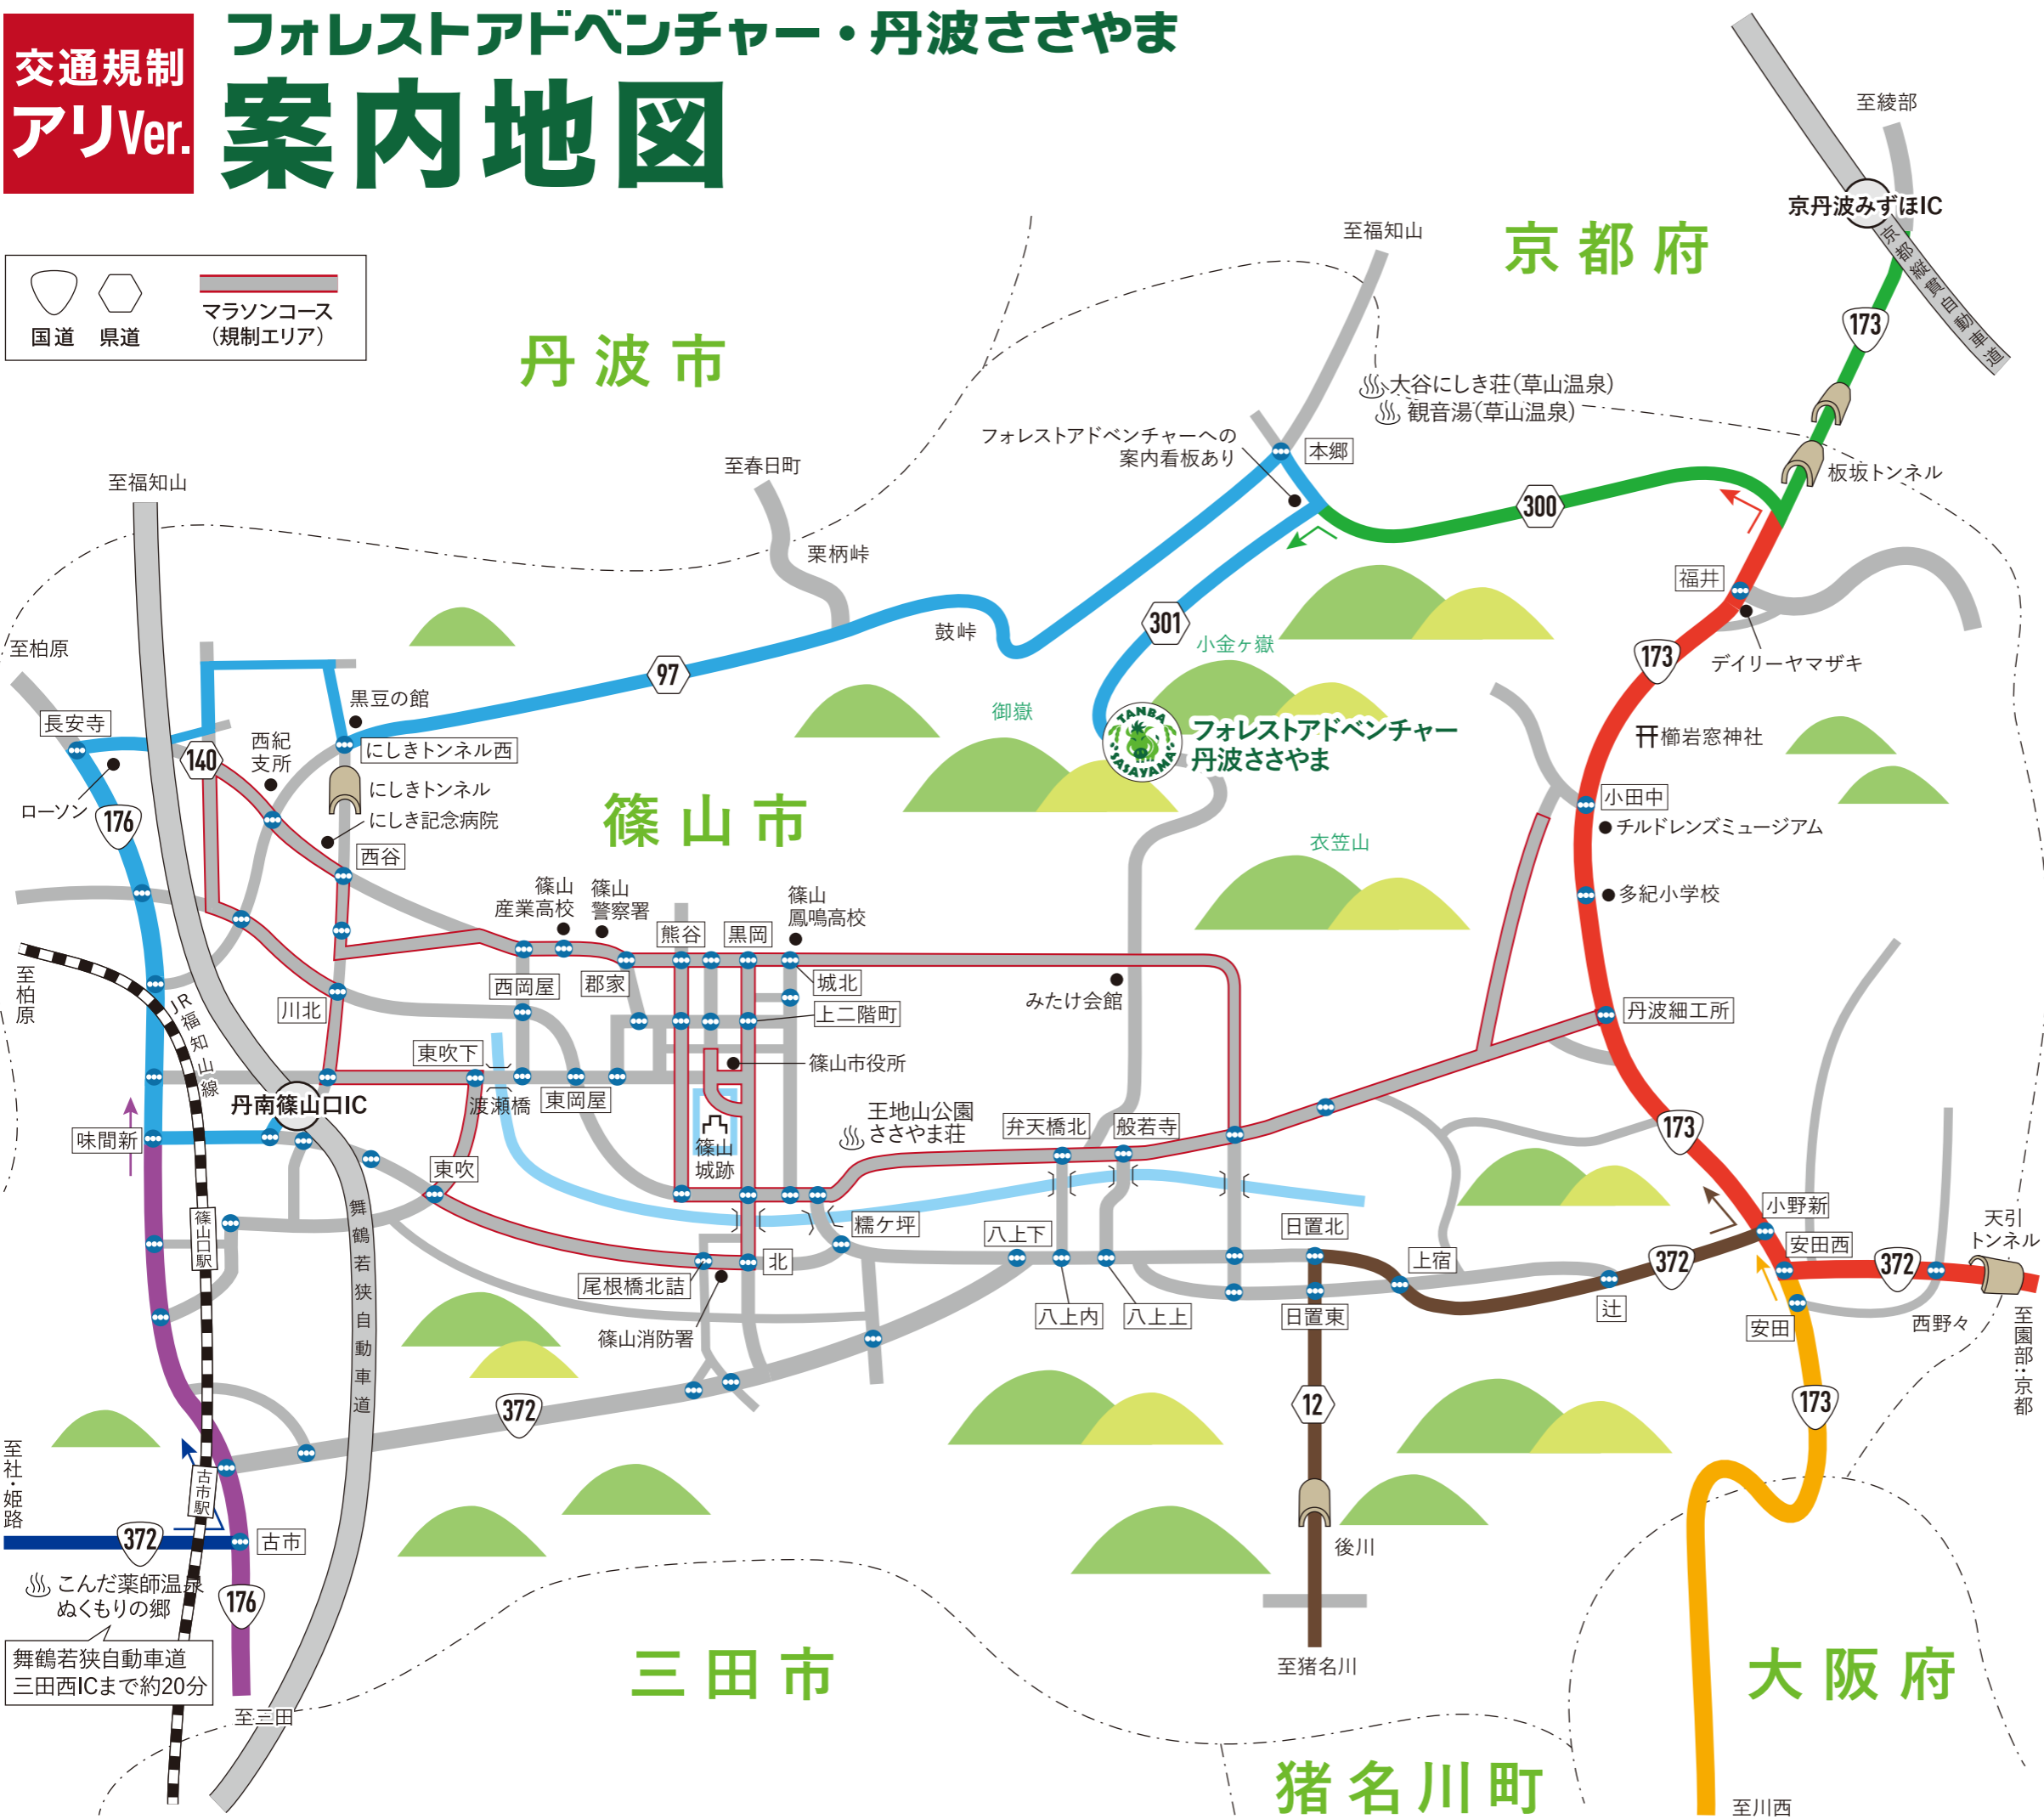 交通規制
アリVer.
フォレストアドベンチャー・丹波ささやま
案内地図
国道
県道
マラソンコース
（規制エリア）
至綾部
京丹波みずほIC
京都縦貫自動車道
京都府
至福知山
173
丹波市
大谷にしき荘（草山温泉）
観音湯（草山温泉）
フォレストアドベンチャーへの
案内看板あり
本郷
板坂トンネル
至春日町
至福知山
300
栗柄峠
福井
鼓峠
301
小金ヶ嶽
173
デイリーヤマザキ
至柏原
97
黒豆の館
御嶽
長安寺
西紀
支所
にしきトンネル西
TANBA
SASAYAMA
フォレストアドベンチャー
丹波ささやま
櫛岩窓神社
140
にしきトンネル
ローソン
176
にしき記念病院
篠山市
小田中
チルドレンズミュージアム
西谷
衣笠山
篠山
産業高校
篠山
警察署
篠山
鳳鳴高校
多紀小学校
熊谷
黒岡
至柏原
JR福知山線
西岡屋
郡家
城北
みたけ会館
川北
上二階町
丹波細工所
東吹下
篠山市役所
丹南篠山口IC
渡瀬橋
東岡屋
王地山公園
ささやま荘
弁天橋北
般若寺
173
味間新
篠山
城跡
東吹
篠山口駅
舞鶴若狭自動車道
糯ケ坪
八上下
日置北
小野新
天引
トンネル
上宿
安田西
372
372
尾根橋北詰
北
八上内
八上上
日置東
辻
安田
西野々
至園部：京都
篠山消防署
372
12
173
至社・姫路
古市駅
372
古市
後川
こんだ薬師温泉
ぬくもりの郷
176
舞鶴若狭自動車道
三田西ICまで約20分
三田市
至猪名川
大阪府
至三田
猪名川町
至川西